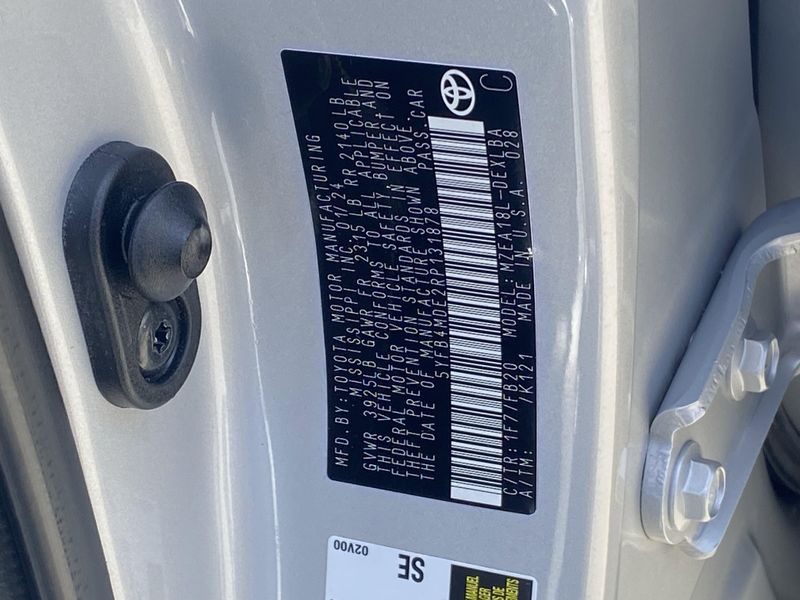 MFD.BY:TOYOTA MOTOR MANUFACTURING
MISSISSIPPI INC. 01/24
GVWR 3925LB GAWR FR 2315 LB RR 2140 LB
THIS VEHICLE CONFORMS TO ALL APPLICABLE
FEDERAL MOTOR VEHICLE SAFETY, BUMPER AND
THEFT PREVENTION STANDARDS IN EFFECT ON
THE DATE OF MANUFACTURE SHOWN ABOVE.
5YFB4MDE2RP131878 PASS.CAR
C/TR:1F7/FB20 MODEL:MZEA18L-DEXLBA
A/TM: /K121 MADE IN U.S.A. 028
C
02V00
SE